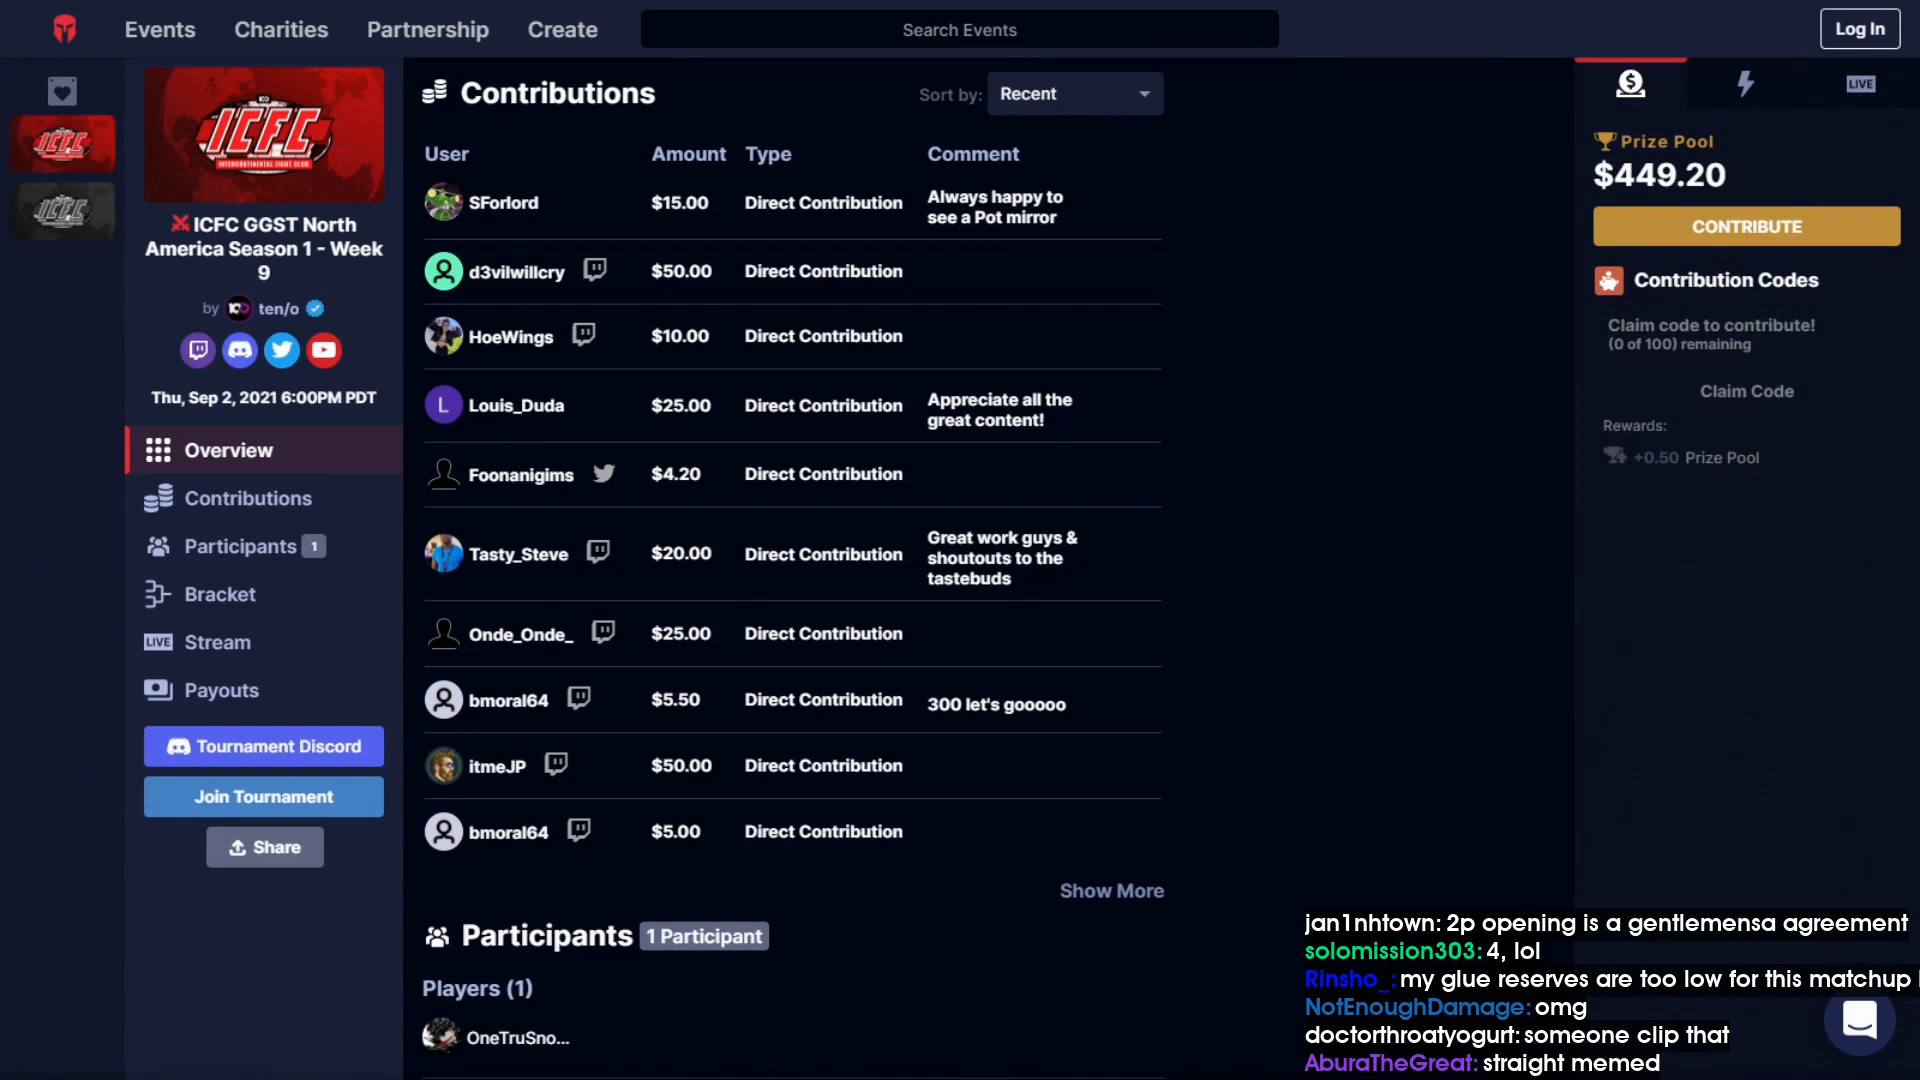 Events
Charities
Partnership
Create
Search Events
Log In
ICFC
INTERCONTINENTAL FIGHT CLUB
ICFC GGST North
America Season 1 - Week
9
by ten/o
Thu, Sep 2, 2021 6:00PM PDT
Overview
Contributions
Participants 1
Bracket
LIVE Stream
Payouts
Tournament Discord
Join Tournament
Share
Contributions
Sort by: Recent
User Amount Type Comment
SForlord $15.00 Direct Contribution Always happy to
see a Pot mirror
d3vilwillcry $50.00 Direct Contribution
HoeWings $10.00 Direct Contribution
L Louis_Duda $25.00 Direct Contribution Appreciate all the
great content!
Foonanigims $4.20 Direct Contribution
Tasty_Steve $20.00 Direct Contribution Great work guys &
shoutouts to the
tastebuds
Onde_Onde_ $25.00 Direct Contribution
bmoral64 $5.50 Direct Contribution 300 let's gooooo
itmeJP $50.00 Direct Contribution
bmoral64 $5.00 Direct Contribution
Show More
Participants 1 Participant
Players (1)
OneTruSno...
LIVE
Prize Pool
$449.20
CONTRIBUTE
Contribution Codes
Claim code to contribute!
(0 of 100) remaining
Claim Code
Rewards:
+0.50 Prize Pool
jan1nhtown: 2p opening is a gentlemensa agreement
solomission303: 4, lol
Rinsho_: my glue reserves are too low for this matchup
NotEnoughDamage: omg
doctorthroatyogurt: someone clip that
AburaTheGreat: straight memed